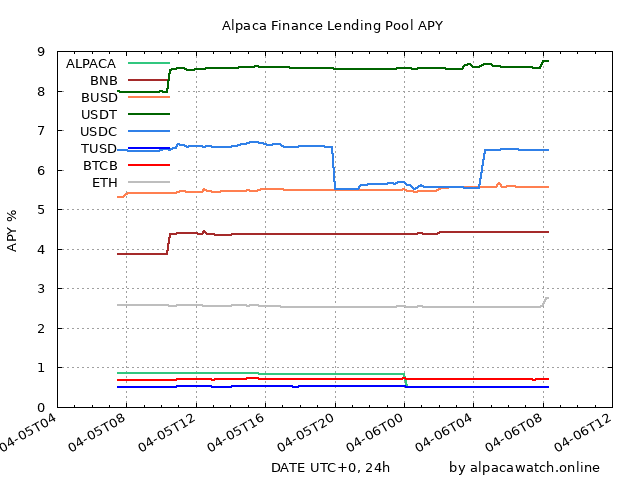 Alpaca Finance Lending Pool APY
9
8
7
6
5
4
3
2
1
0
APY %
ALPACA
BNB
BUSD
USDT
USDC
TUSD
BTCB
ETH
04-05T04
04-05T08
04-05T12
04-05T16
04-05T20
04-06T00
04-06T04
04-06T08
04-06T12
DATE UTC+0, 24h
by alpacawatch.online